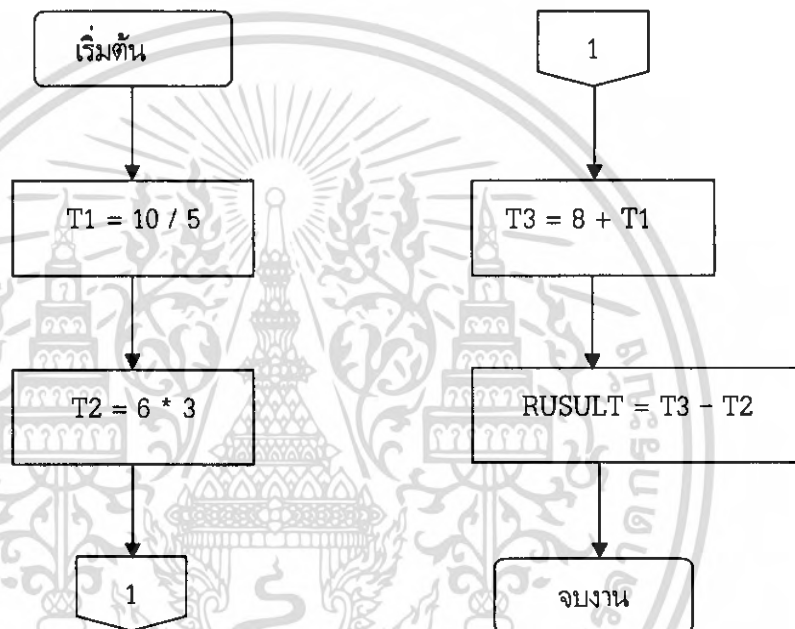 เริ่มต้น
T1 = 10 / 5
T2 = 6 * 3
1
1
T3 = 8 + T1
RUSULT = T3 - T2
จบงาน